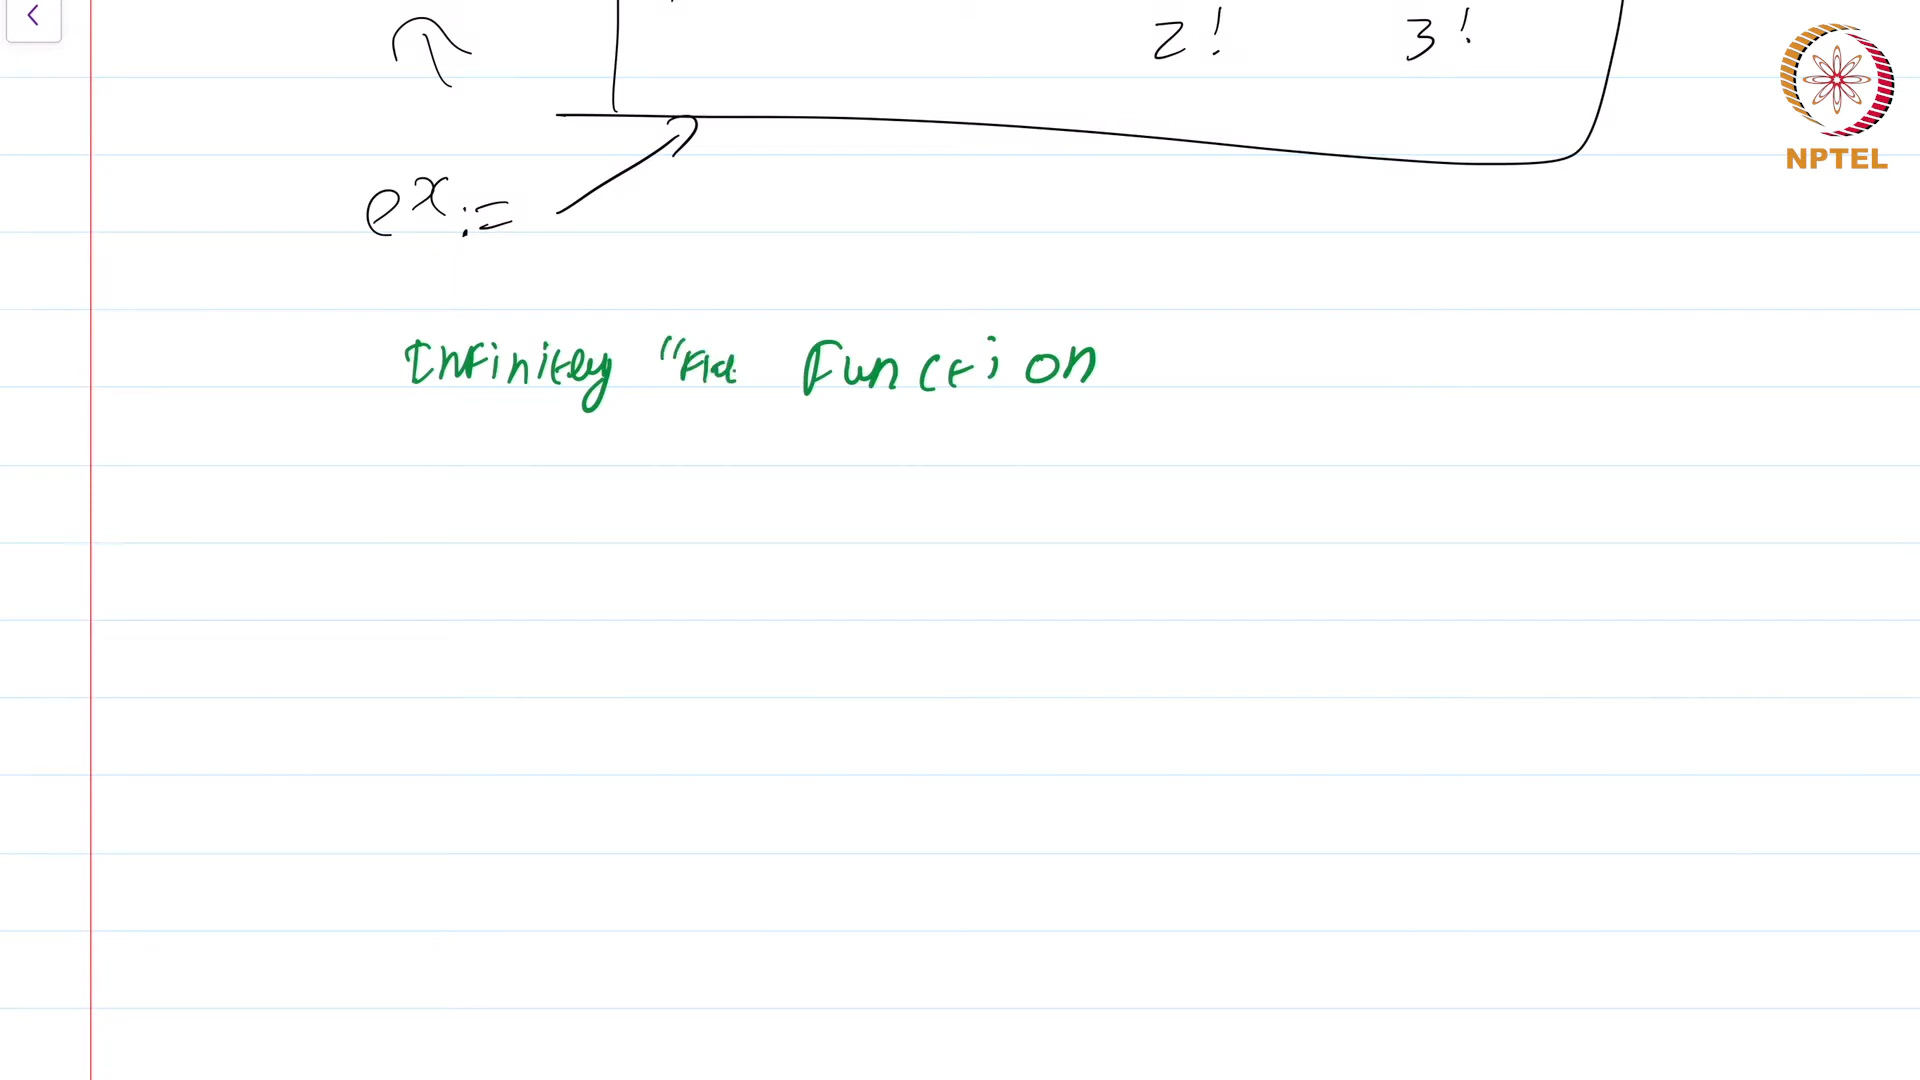 2! 3!
NPTEL
e^x :=
Infinitely "Flat Function